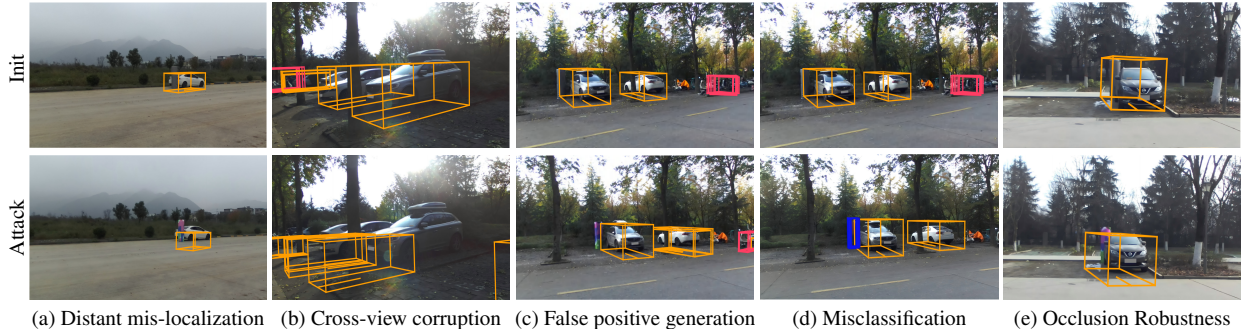 Init
Attack
(a) Distant mis-localization
(b) Cross-view corruption
(c) False positive generation
(d) Misclassification
(e) Occlusion Robustness